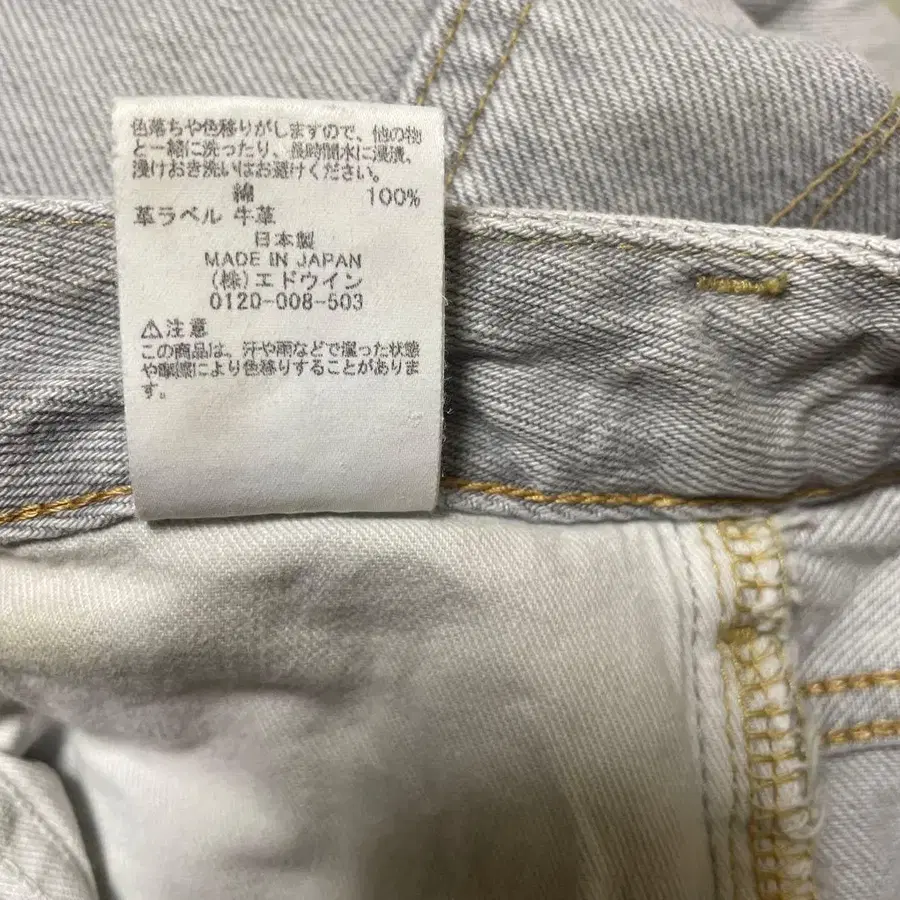 色落ちや色移りがしますので、他の物
と一緒に洗ったり、長時間水に浸漬、
浸けおき洗いはお避けください。
綿 100%
革ラベル 牛革
日本製
MADE IN JAPAN
(株)エドウイン
0120-008-503
⚠注意
この商品は、汗や雨などで湿った状態
や摩擦により色移りすることがありま
す。